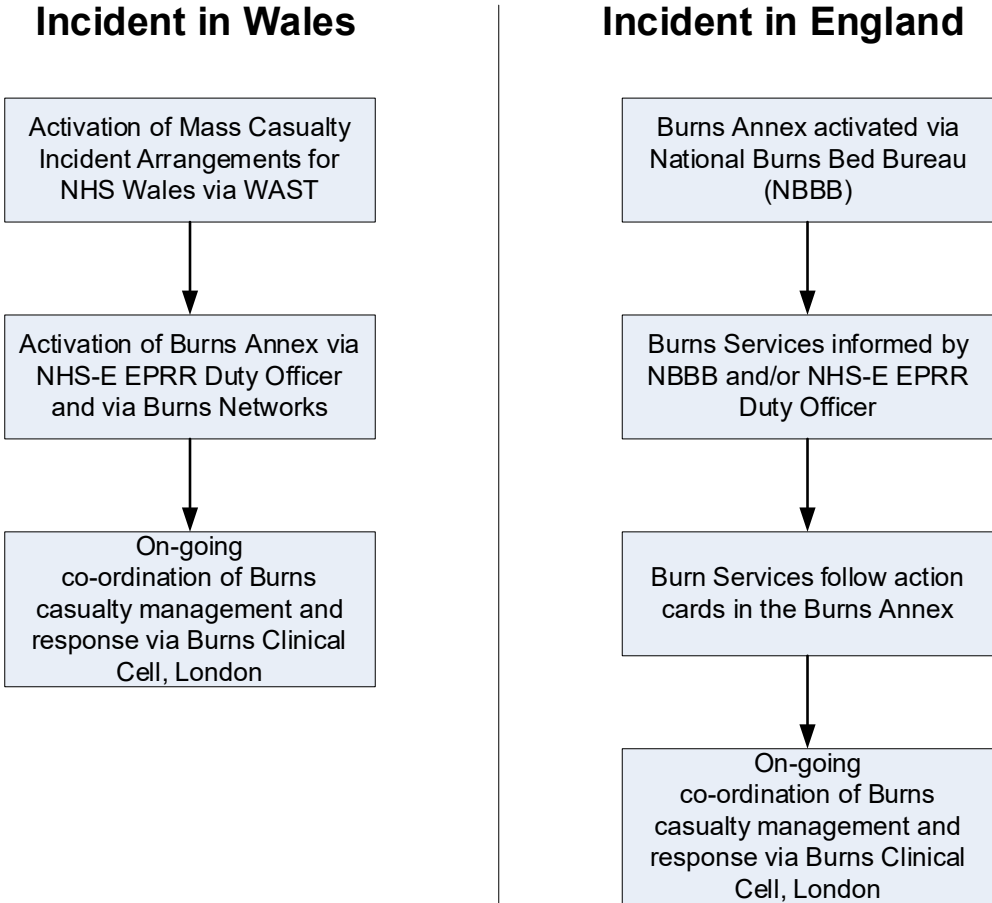 Incident in Wales
Activation of Mass Casualty
Incident Arrangements for
NHS Wales via WAST
Activation of Burns Annex via
NHS-E EPRR Duty Officer
and via Burns Networks
On-going
co-ordination of Burns
casualty management and
response via Burns Clinical
Cell, London
Incident in England
Burns Annex activated via
National Burns Bed Bureau
(NBBB)
Burns Services informed by
NBBB and/or NHS-E EPRR
Duty Officer
Burn Services follow action
cards in the Burns Annex
On-going
co-ordination of Burns
casualty management and
response via Burns Clinical
Cell, London